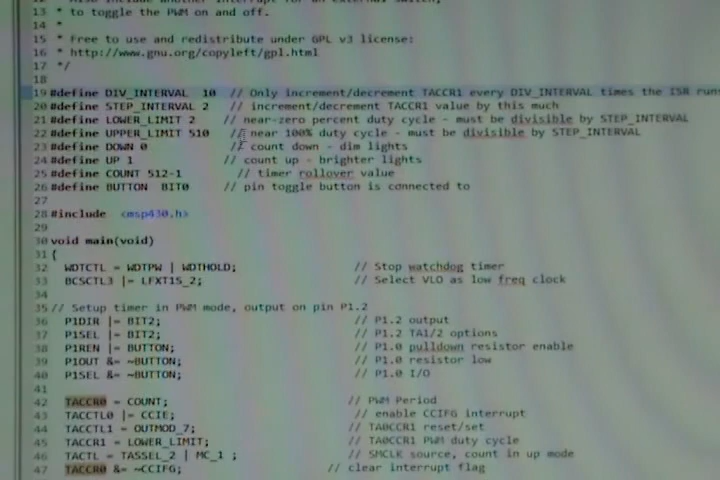 12 * Also include another interrupt for an external switch,
13 * to toggle the PWM on and off.
14 *
15 * Free to use and redistribute under GPL v3 license:
16 * http://www.gnu.org/copyleft/gpl.html
17 */
18
19 #define DIV_INTERVAL 10 // Only increment/decrement TACCR1 every DIV_INTERVAL times the ISR runs
20 #define STEP_INTERVAL 2 // increment/decrement TACCR1 value by this much
21 #define LOWER_LIMIT 2 // near-zero percent duty cycle - must be divisible by STEP_INTERVAL
22 #define UPPER_LIMIT 510 // near 100% duty cycle - must be divisible by STEP_INTERVAL
23 #define DOWN 0 // count down - dim lights
24 #define UP 1 // count up - brighter lights
25 #define COUNT 512-1 // timer rollover value
26 #define BUTTON BIT0 // pin toggle button is connected to
27
28 #include <msp430.h>
29
30 void main(void)
31 {
32 WDTCTL = WDTPW | WDTHOLD; // Stop watchdog timer
33 BCSCTL3 |= LFXT1S_2; // Select VLO as low freq clock
34
35 // Setup timer in PWM mode, output on pin P1.2
36 P1DIR |= BIT2; // P1.2 output
37 P1SEL |= BIT2; // P1.2 TA1/2 options
38 P1REN |= BUTTON; // P1.0 pulldown resistor enable
39 P1OUT &= ~BUTTON; // P1.0 resistor low
40 P1SEL &= ~BUTTON; // P1.0 I/O
41
42 TACCR0 = COUNT; // PWM Period
43 TACCTL0 |= CCIE; // enable CCIFG interrupt
44 TACCTL1 = OUTMOD_7; // TA0CCR1 reset/set
45 TACCR1 = LOWER_LIMIT; // TA0CCR1 PWM duty cycle
46 TACTL = TASSEL_2 | MC_1 ; // SMCLK source, count in up mode
47 TACCR0 &= ~CCIFG; // clear interrupt flag